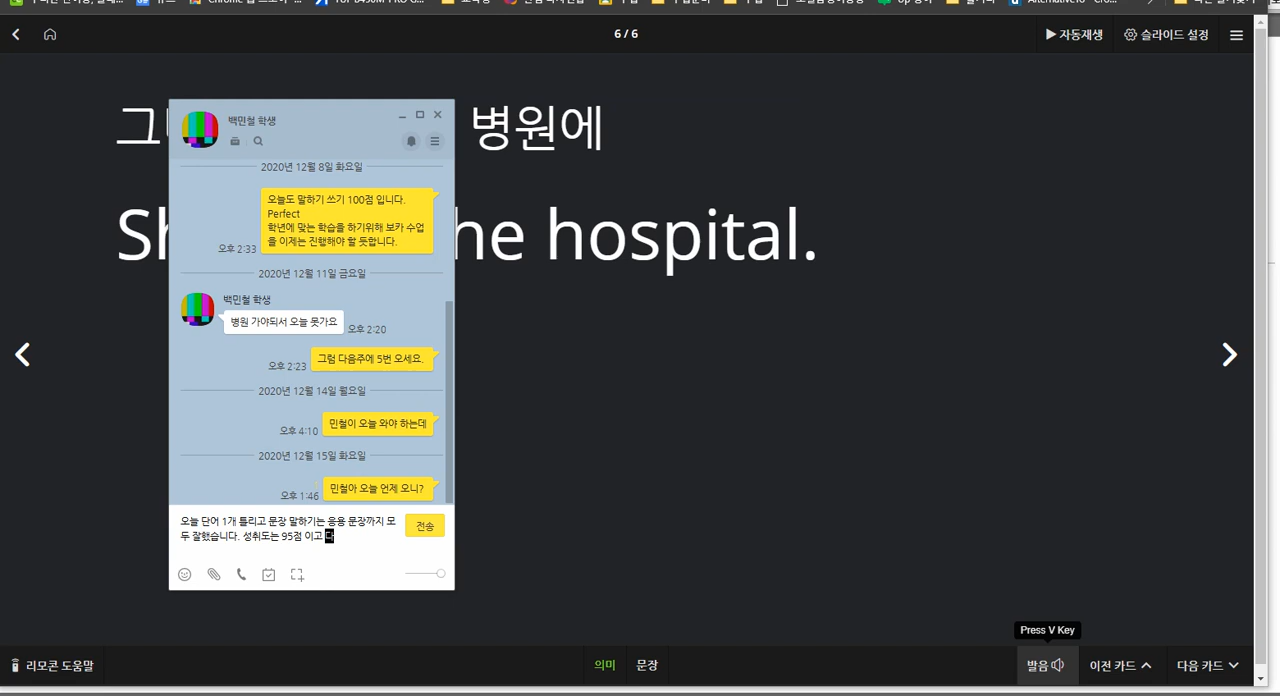 6 / 6
자동재생
슬라이드 설정
병원에
the hospital.
백민철 학생
2020년 12월 8일 화요일
오늘도 말하기 쓰기 100점 입니다.
Perfect
학년에 맞는 학습을 하기위해 보카 수업
을 이제는 진행해야 할 듯합니다.
오후 2:33
2020년 12월 11일 금요일
백민철 학생
병원 가야되서 오늘 못가요
오후 2:20
그럼 다음주에 5번 오세요.
오후 2:23
2020년 12월 14일 월요일
민철이 오늘 와야 하는데
오후 4:10
2020년 12월 15일 화요일
민철아 오늘 언제 오니?
오후 1:46
오늘 단어 1개 틀리고 문장 말하기는 응용 문장까지 모
두 잘했습니다. 성취도는 95점 이고 다
전송
Press V Key
리모콘 도움말
의미
문장
발음
이전 카드
다음 카드